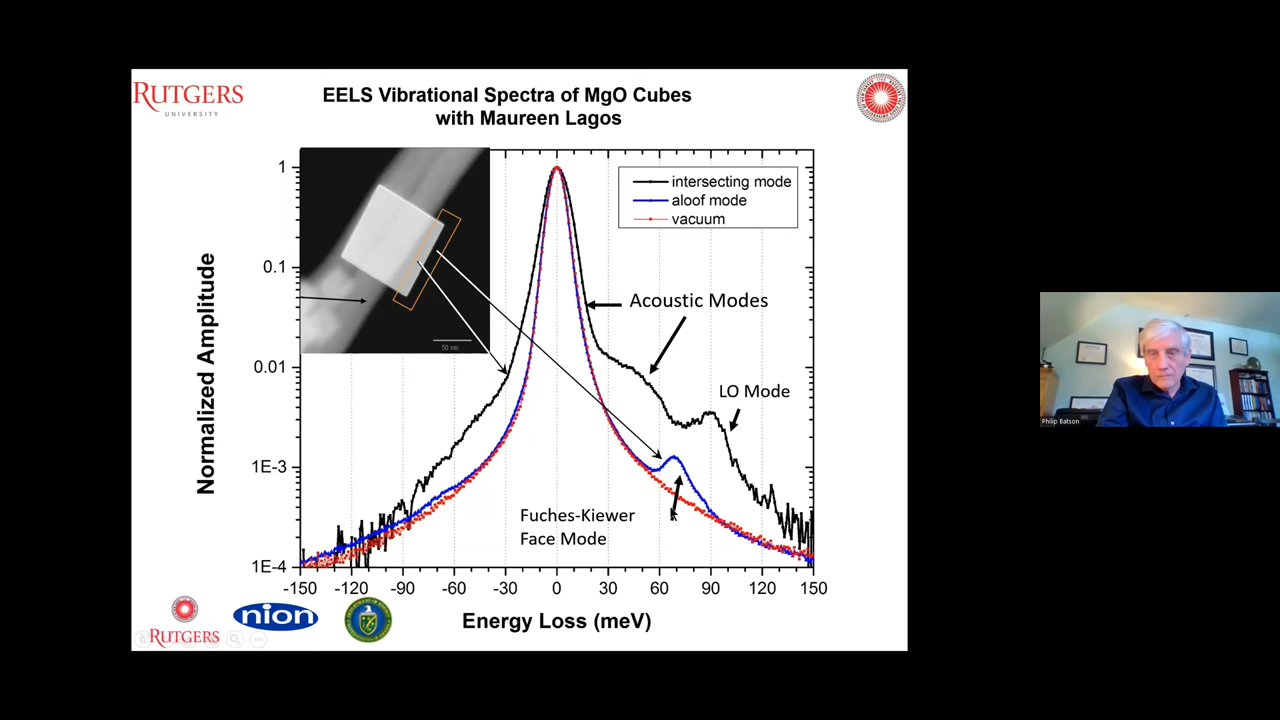 RUTGERS
UNIVERSITY
EELS Vibrational Spectra of MgO Cubes
with Maureen Lagos
Normalized Amplitude
1
0.1
0.01
1E-3
1E-4
50 nm
intersecting mode
aloof mode
vacuum
Acoustic Modes
LO Mode
Fuches-Kiewer
Face Mode
-150 -120 -90 -60 -30 0 30 60 90 120 150
Energy Loss (meV)
RUTGERS
nion
Philip Batson